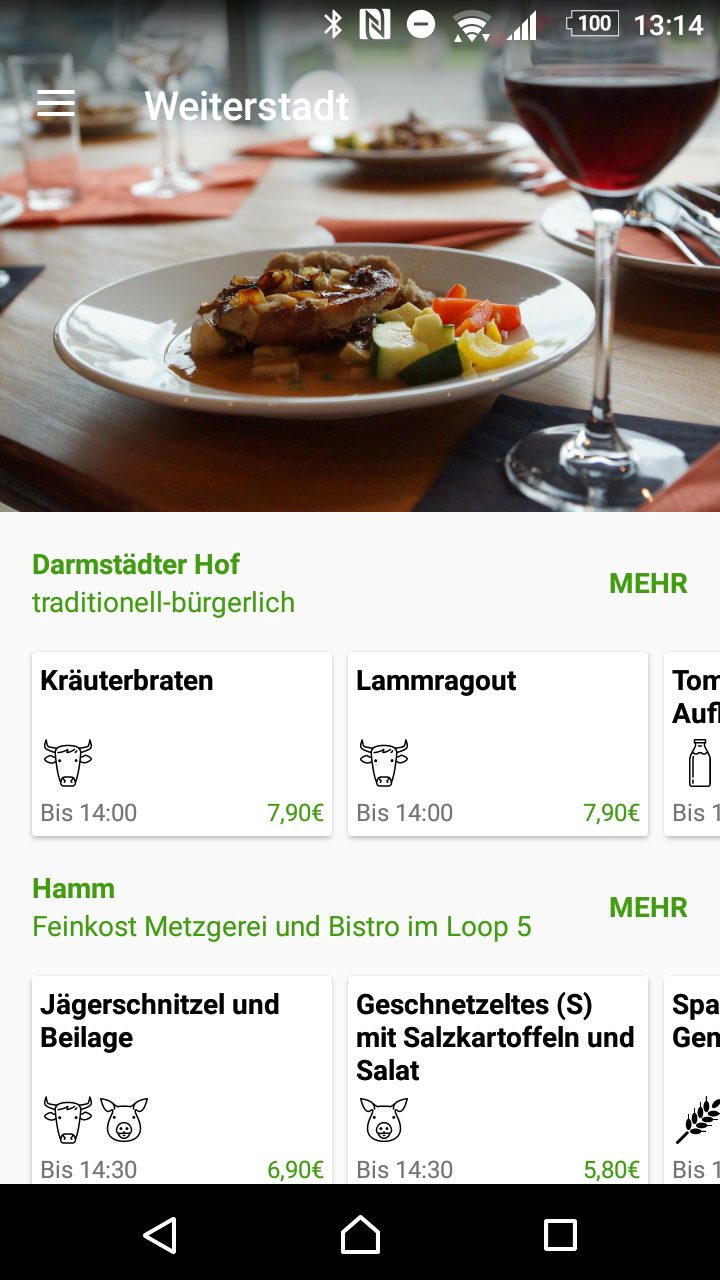 100 13:14
Weiterstadt
Darmstädter Hof
traditionell-bürgerlich
MEHR
Kräuterbraten
Bis 14:00 7,90€
Lammragout
Bis 14:00 7,90€
Tom
Auf
Bis 1
Hamm
Feinkost Metzgerei und Bistro im Loop 5
MEHR
Jägerschnitzel und
Beilage
Bis 14:30 6,90€
Geschnetzeltes (S)
mit Salzkartoffeln und
Salat
Bis 14:30 5,80€
Spa
Gem
Bis 1